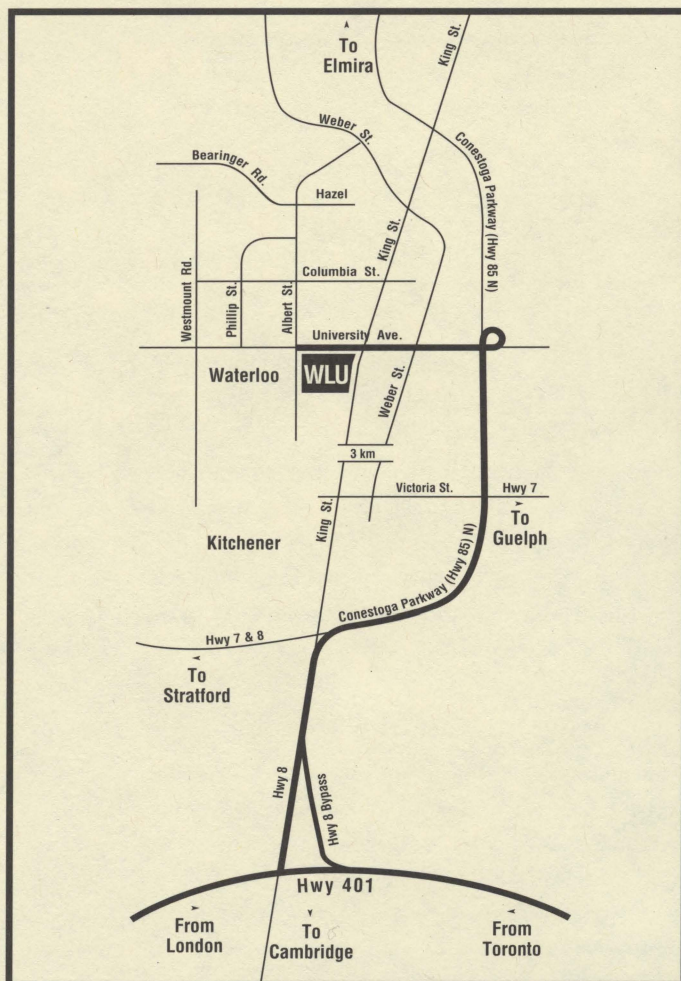 To
Elmira
King St.
Weber St.
Conestoga Parkway (Hwy 85 N)
Bearinger Rd.
Hazel
King St.
Westmount Rd.
Phillip St.
Albert St.
Columbia St.
University Ave.
Waterloo
WLU
Weber St.
3 km
Victoria St.
Hwy 7
To
Guelph
King St.
Kitchener
Conestoga Parkway (Hwy 85) N)
Hwy 7 & 8
To
Stratford
Hwy 8
Hwy 8 Bypass
Hwy 401
From
London
To
Cambridge
From
Toronto